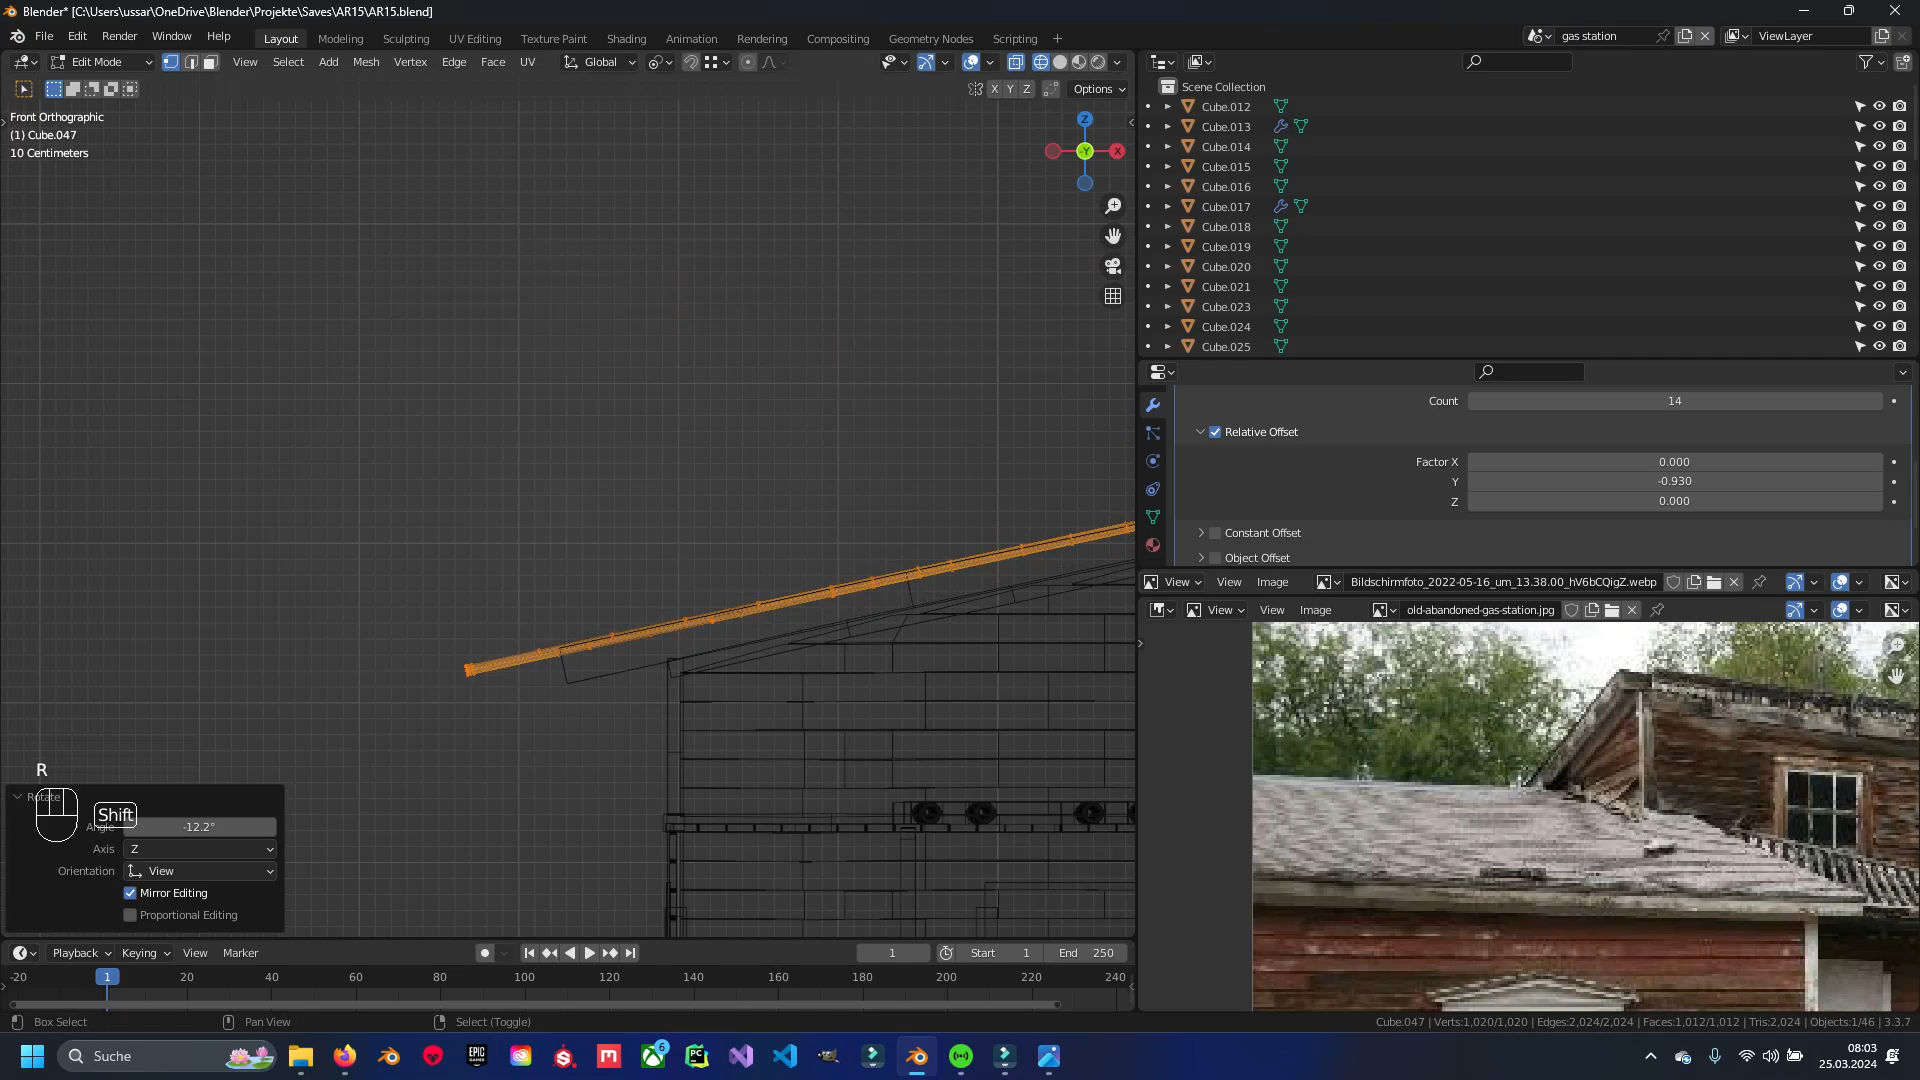 Blender* [C:\Users\ussar\OneDrive\Blender\Projekte\Saves\AR15\AR15.blend]
File Edit Render Window Help Layout Modeling Sculpting UV Editing Texture Paint Shading Animation Rendering Compositing Geometry Nodes Scripting + gas station ViewLayer
Edit Mode View Select Add Mesh Vertex Edge Face UV Global
X Y Z Options
Front Orthographic
(1) Cube.047
10 Centimeters
Z
-Y X
R
Rotate
Shift
Angle -12.2°
Axis Z
Orientation View
Mirror Editing
Proportional Editing
Scene Collection
Cube.012
Cube.013
Cube.014
Cube.015
Cube.016
Cube.017
Cube.018
Cube.019
Cube.020
Cube.021
Cube.023
Cube.024
Cube.025
Count 14
Relative Offset
Factor X 0.000
Y -0.930
Z 0.000
Constant Offset
Object Offset
View View Image Bildschirmfoto_2022-05-16_um_13.38.00_hV6bCQigZ.webp
View View Image old-abandoned-gas-station.jpg
Playback Keying View Marker 1 Start 1 End 250
-20 1 20 40 60 80 100 120 140 160 180 200 220 240
Box Select Pan View Select (Toggle) Cube.047 | Verts:1,020/1,020 | Edges:2,024/2,024 | Faces:1,012/1,012 | Tris:2,024 | Objects:1/46 | 3.3.7
Suche EPIC GAMES 6 PC 08:03
25.03.2024